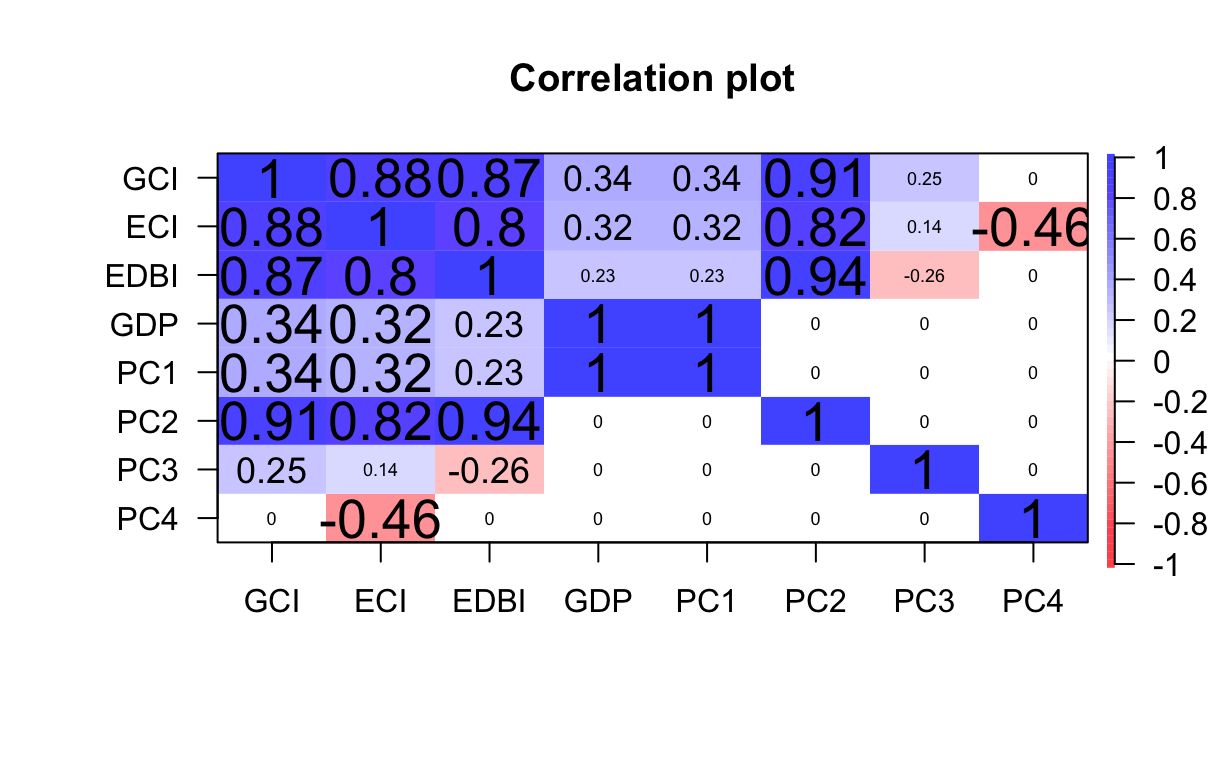 Correlation plot
GCI 1 0.88 0.87 0.34 0.34 0.91 0.25 0
ECI 0.88 1 0.8 0.32 0.32 0.82 0.14 -0.46
EDBI 0.87 0.8 1 0.23 0.23 0.94 -0.26 0
GDP 0.34 0.32 0.23 1 1 0 0 0
PC1 0.34 0.32 0.23 1 1 0 0 0
PC2 0.91 0.82 0.94 0 0 1 0 0
PC3 0.25 0.14 -0.26 0 0 0 1 0
PC4 0 -0.46 0 0 0 0 0 1
GCI ECI EDBI GDP PC1 PC2 PC3 PC4
1
0.8
0.6
0.4
0.2
0
-0.2
-0.4
-0.6
-0.8
-1